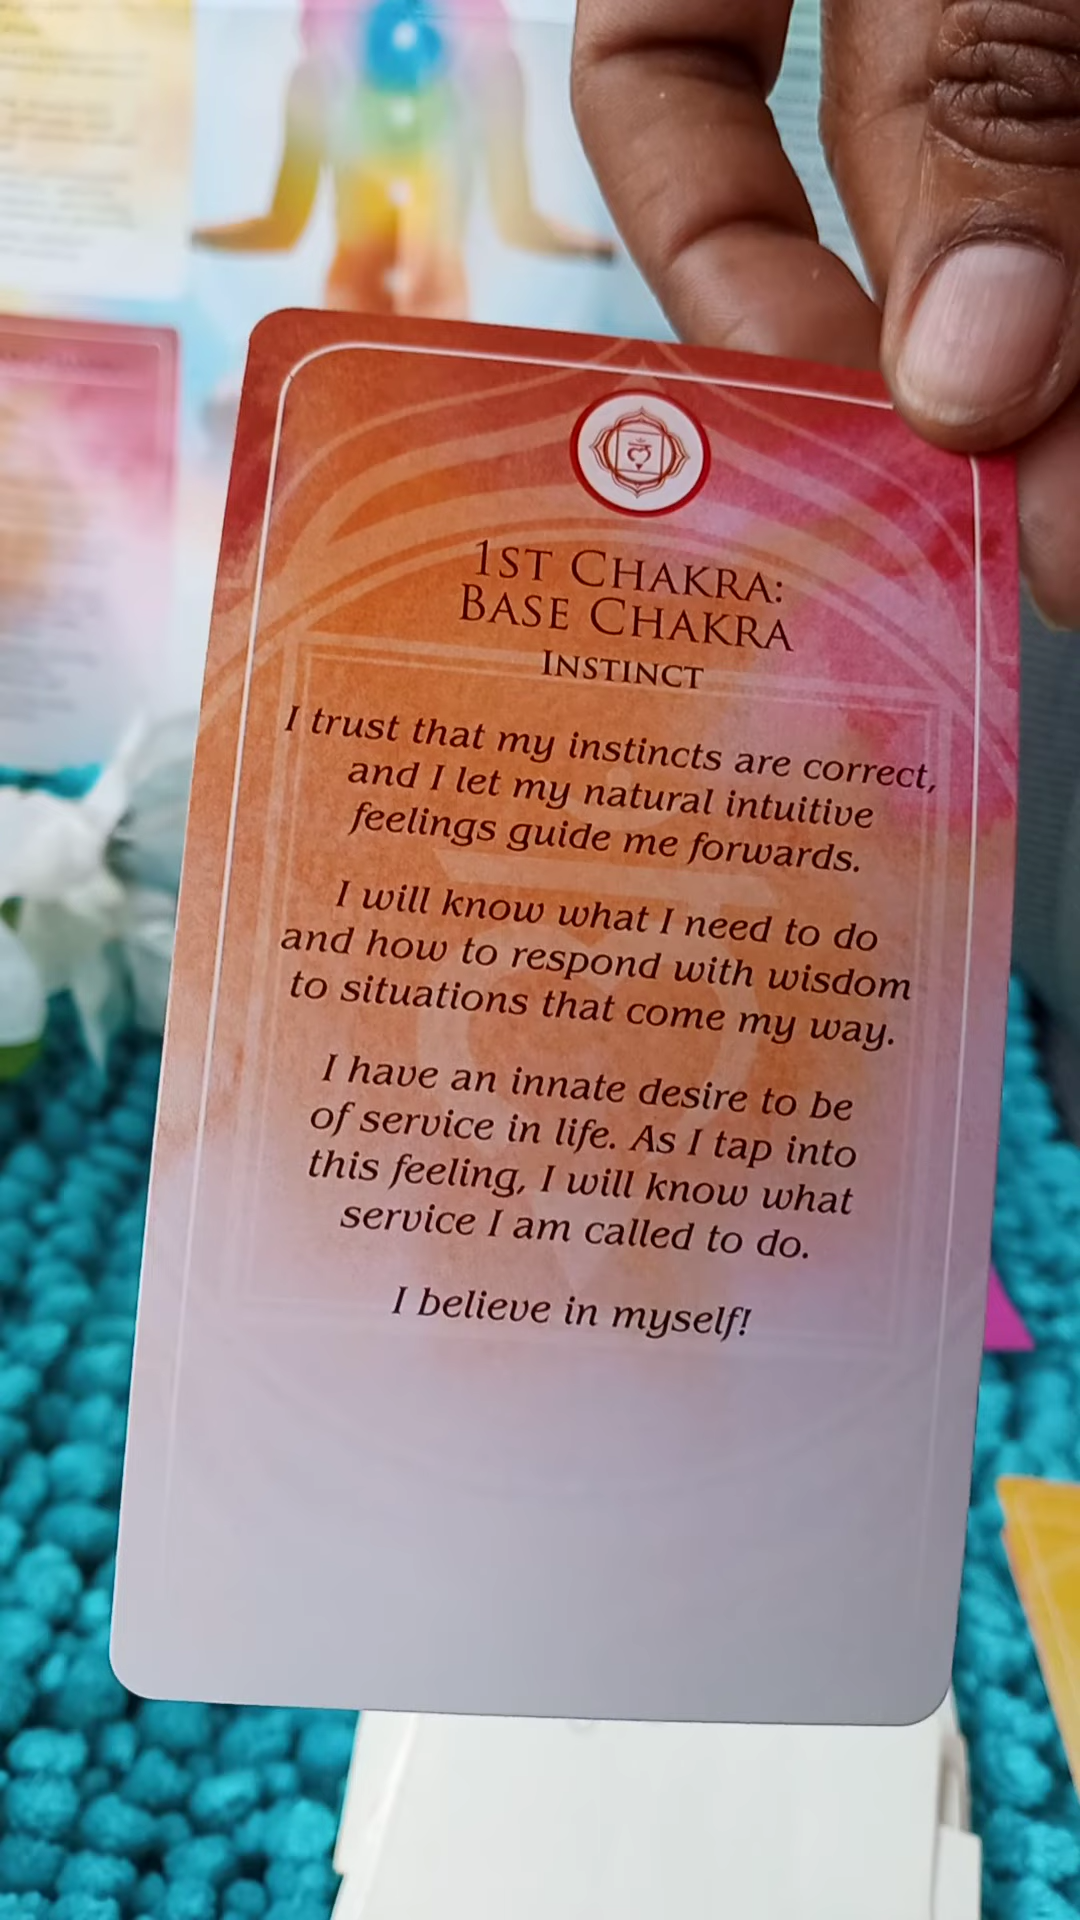 1ST CHAKRA:
BASE CHAKRA
INSTINCT
I trust that my instincts are correct,
and I let my natural intuitive
feelings guide me forwards.
I will know what I need to do
and how to respond with wisdom
to situations that come my way.
I have an innate desire to be
of service in life. As I tap into
this feeling, I will know what
service I am called to do.
I believe in myself!